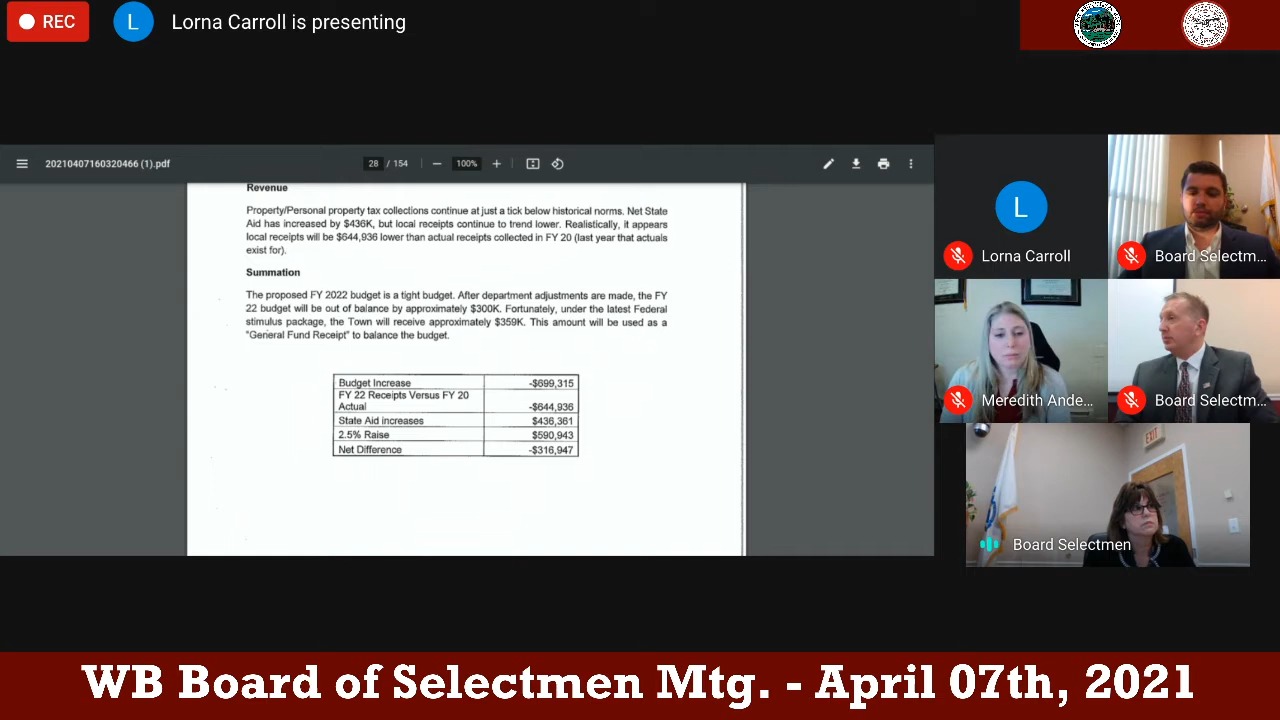 REC
L
Lorna Carroll is presenting
20210407160320466 (1).pdf
28 / 154
100%
Revenue
Property/Personal property tax collections continue at just a tick below historical norms. Net State
Aid has increased by $436K, but local receipts continue to trend lower. Realistically, it appears
local receipts will be $644,936 lower than actual receipts collected in FY 20 (last year that actuals
exist for).
Summation
The proposed FY 2022 budget is a tight budget. After department adjustments are made, the FY
22 budget will be out of balance by approximately $300K. Fortunately, under the latest Federal
stimulus package, the Town will receive approximately $359K. This amount will be used as a
"General Fund Receipt" to balance the budget.
Budget Increase -$699,315
FY 22 Receipts Versus FY 20
Actual -$644,936
State Aid increases $436,361
2.5% Raise $590,943
Net Difference -$316,947
L
Lorna Carroll
Board Selectm...
Meredith Ande...
Board Selectm...
EXIT
Board Selectmen
WB Board of Selectmen Mtg. - April 07th, 2021